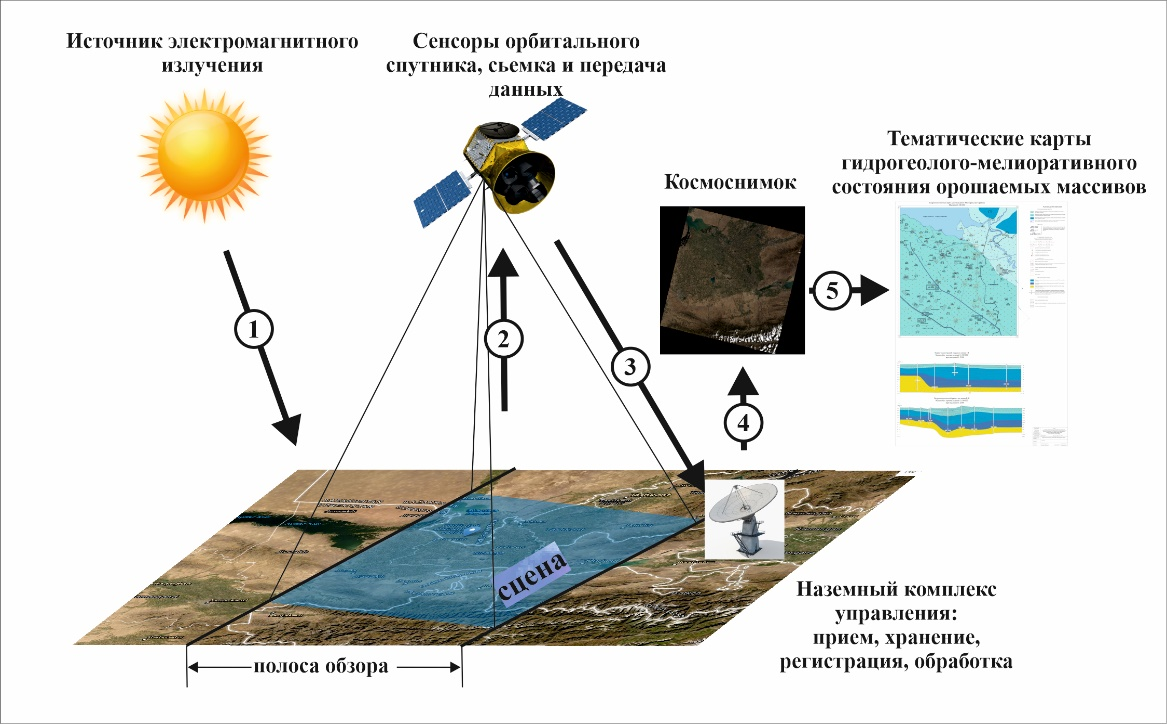 Источник электромагнитного
излучения
Сенсоры орбитального
спутника, сьемка и передача
данных
Тематические карты
гидрогеолого-мелиоративного
состояния орошаемых массивов
Космоснимок
1
2
3
4
5
сцена
полоса обзора
Наземный комплекс
управления:
прием, хранение,
регистрация, обработка